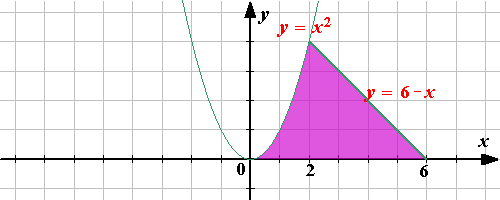 y
y = x²
y = 6 - x
x
0 2 6